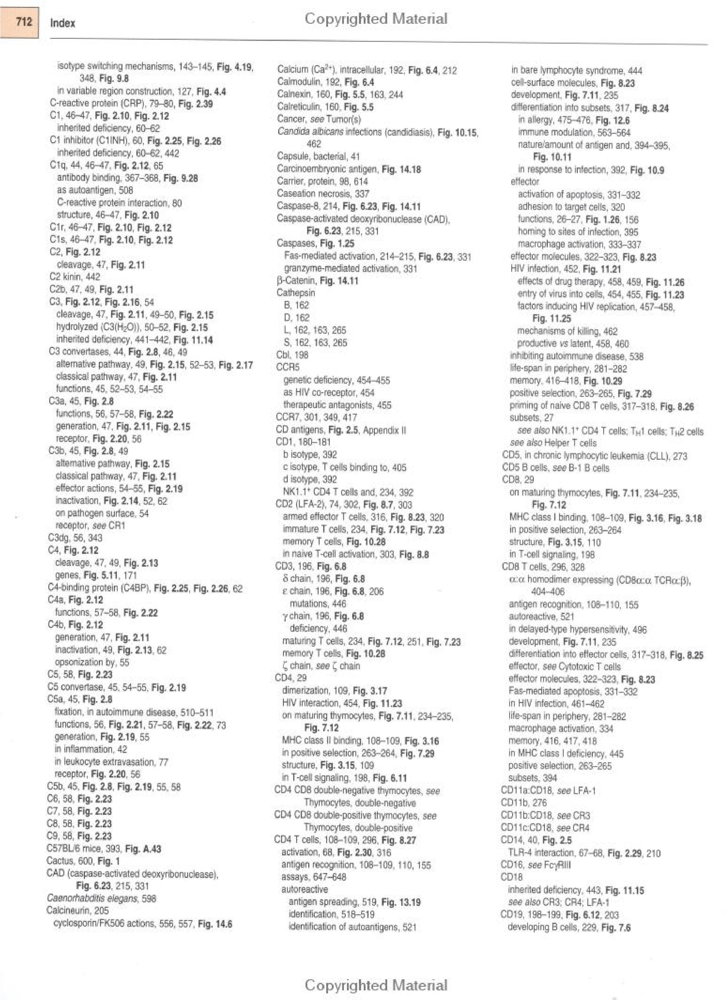 712
Index
Copyrighted Material
isotype switching mechanisms, 143–145, Fig. 4.19,
348, Fig. 9.8
in variable region construction, 127, Fig. 4.4
C-reactive protein (CRP), 79–80, Fig. 2.39
C1, 46–47, Fig. 2.10, Fig. 2.12
inherited deficiency, 60–62
C1 inhibitor (C1INH), 60, Fig. 2.25, Fig. 2.26
inherited deficiency, 60–62, 442
C1q, 44, 46–47, Fig. 2.12, 65
antibody binding, 367–368, Fig. 9.28
as autoantigen, 508
C-reactive protein interaction, 80
structure, 46–47, Fig. 2.10
C1r, 46–47, Fig. 2.10, Fig. 2.12
C1s, 46–47, Fig. 2.10, Fig. 2.12
C2, Fig. 2.12
cleavage, 47, Fig. 2.11
C2 kinin, 442
C2b, 47, 49, Fig. 2.11
C3, Fig. 2.12, Fig. 2.16, 54
cleavage, 47, Fig. 2.11, 49–50, Fig. 2.15
hydrolyzed (C3(H₂O)), 50–52, Fig. 2.15
inherited deficiency, 441–442, Fig. 11.14
C3 convertases, 44, Fig. 2.8, 46, 49
alternative pathway, 49, Fig. 2.15, 52–53, Fig. 2.17
classical pathway, 47, Fig. 2.11
functions, 45, 52–53, 54–55
C3a, 45, Fig. 2.8
functions, 56, 57–58, Fig. 2.22
generation, 47, Fig. 2.11, Fig. 2.15
receptor, Fig. 2.20, 56
C3b, 45, Fig. 2.8, 49
alternative pathway, Fig. 2.15
classical pathway, 47, Fig. 2.11
effector actions, 54–55, Fig. 2.19
inactivation, Fig. 2.14, 52, 62
on pathogen surface, 54
receptor, see CR1
C3dg, 56, 343
C4, Fig. 2.12
cleavage, 47, 49, Fig. 2.13
genes, Fig. 5.11, 171
C4-binding protein (C4BP), Fig. 2.25, Fig. 2.26, 62
C4a, Fig. 2.12
functions, 57–58, Fig. 2.22
C4b, Fig. 2.12
generation, 47, Fig. 2.11
inactivation, 49, Fig. 2.13, 62
opsonization by, 55
C5, 58, Fig. 2.23
C5 convertase, 45, 54–55, Fig. 2.19
C5a, 45, Fig. 2.8
fixation, in autoimmune disease, 510–511
functions, 56, Fig. 2.21, 57–58, Fig. 2.22, 73
generation, Fig. 2.19, 55
in inflammation, 42
in leukocyte extravasation, 77
receptor, Fig. 2.20, 56
C5b, 45, Fig. 2.8, Fig. 2.19, 55, 58
C6, 58, Fig. 2.23
C7, 58, Fig. 2.23
C8, 58, Fig. 2.23
C9, 58, Fig. 2.23
C57BL/6 mice, 393, Fig. A.43
Cactus, 600, Fig. 1
CAD (caspase-activated deoxyribonuclease),
Fig. 6.23, 215, 331
Caenorhabditis elegans, 598
Calcineurin, 205
cyclosporin/FK506 actions, 556, 557, Fig. 14.6
Calcium (Ca²⁺), intracellular, 192, Fig. 6.4, 212
Calmodulin, 192, Fig. 6.4
Calnexin, 160, Fig. 5.5, 163, 244
Calreticulin, 160, Fig. 5.5
Cancer, see Tumor(s)
Candida albicans infections (candidiasis), Fig. 10.15,
462
Capsule, bacterial, 41
Carcinoembryonic antigen, Fig. 14.18
Carrier, protein, 98, 614
Caseation necrosis, 337
Caspase-8, 214, Fig. 6.23, Fig. 14.11
Caspase-activated deoxyribonuclease (CAD),
Fig. 6.23, 215, 331
Caspases, Fig. 1.25
Fas-mediated activation, 214–215, Fig. 6.23, 331
granzyme-mediated activation, 331
β-Catenin, Fig. 14.11
Cathepsin
B, 162
D, 162
L, 162, 163, 265
S, 162, 163, 265
Cbl, 198
CCR5
genetic deficiency, 454–455
as HIV co-receptor, 454
therapeutic antagonists, 455
CCR7, 301, 349, 417
CD antigens, Fig. 2.5, Appendix II
CD1, 180–181
b isotype, 392
c isotype, T cells binding to, 405
d isotype, 392
NK1.1⁺ CD4 T cells and, 234, 392
CD2 (LFA-2), 74, 302, Fig. 8.7, 303
armed effector T cells, 316, Fig. 8.23, 320
immature T cells, 234, Fig. 7.12, Fig. 7.23
memory T cells, Fig. 10.28
in naive T-cell activation, 303, Fig. 8.8
CD3, 196, Fig. 6.8
δ chain, 196, Fig. 6.8
ε chain, 196, Fig. 6.8, 206
mutations, 446
γ chain, 196, Fig. 6.8
deficiency, 446
maturing T cells, 234, Fig. 7.12, 251, Fig. 7.23
memory T cells, Fig. 10.28
ζ chain, see ζ chain
CD4, 29
dimerization, 109, Fig. 3.17
HIV interaction, 454, Fig. 11.23
on maturing thymocytes, Fig. 7.11, 234–235,
Fig. 7.12
MHC class II binding, 108–109, Fig. 3.16
in positive selection, 263–264, Fig. 7.29
structure, Fig. 3.15, 109
in T-cell signaling, 198, Fig. 6.11
CD4 CD8 double-negative thymocytes, see
Thymocytes, double-negative
CD4 CD8 double-positive thymocytes, see
Thymocytes, double-positive
CD4 T cells, 108–109, 296, Fig. 8.27
activation, 68, Fig. 2.30, 316
antigen recognition, 108–109, 110, 155
assays, 647–648
autoreactive
antigen spreading, 519, Fig. 13.19
identification, 518–519
identification of autoantigens, 521
in bare lymphocyte syndrome, 444
cell-surface molecules, Fig. 8.23
development, Fig. 7.11, 235
differentiation into subsets, 317, Fig. 8.24
in allergy, 475–476, Fig. 12.6
immune modulation, 563–564
nature/amount of antigen and, 394–395,
Fig. 10.11
in response to infection, 392, Fig. 10.9
effector
activation of apoptosis, 331–332
adhesion to target cells, 320
functions, 26–27, Fig. 1.26, 156
homing to sites of infection, 395
macrophage activation, 333–337
effector molecules, 322–323, Fig. 8.23
HIV infection, 452, Fig. 11.21
effects of drug therapy, 458, 459, Fig. 11.26
entry of virus into cells, 454, 455, Fig. 11.23
factors inducing HIV replication, 457–458,
Fig. 11.25
mechanisms of killing, 462
productive vs latent, 458, 460
inhibiting autoimmune disease, 538
life-span in periphery, 281–282
memory, 416–418, Fig. 10.29
positive selection, 263–265, Fig. 7.29
priming of naive CD8 T cells, 317–318, Fig. 8.26
subsets, 27
see also NK1.1⁺ CD4 T cells; TH1 cells; TH2 cells
see also Helper T cells
CD5, in chronic lymphocytic leukemia (CLL), 273
CD5 B cells, see B-1 B cells
CD8, 29
on maturing thymocytes, Fig. 7.11, 234–235,
Fig. 7.12
MHC class I binding, 108–109, Fig. 3.16, Fig. 3.18
in positive selection, 263–264
structure, Fig. 3.15, 110
in T-cell signaling, 198
CD8 T cells, 296, 328
α:α homodimer expressing (CD8α:α TCRα:β),
404–406
antigen recognition, 108–110, 155
autoreactive, 521
in delayed-type hypersensitivity, 496
development, Fig. 7.11, 235
differentiation into effector cells, 317–318, Fig. 8.25
effector, see Cytotoxic T cells
effector molecules, 322–323, Fig. 8.23
Fas-mediated apoptosis, 331–332
in HIV infection, 461–462
life-span in periphery, 281–282
macrophage activation, 334
memory, 416, 417, 418
in MHC class I deficiency, 445
positive selection, 263–265
subsets, 394
CD11a:CD18, see LFA-1
CD11b, 276
CD11b:CD18, see CR3
CD11c:CD18, see CR4
CD14, 40, Fig. 2.5
TLR-4 interaction, 67–68, Fig. 2.29, 210
CD16, see FcγRIII
CD18
inherited deficiency, 443, Fig. 11.15
see also CR3; CR4; LFA-1
CD19, 198–199, Fig. 6.12, 203
developing B cells, 229, Fig. 7.6
Copyrighted Material